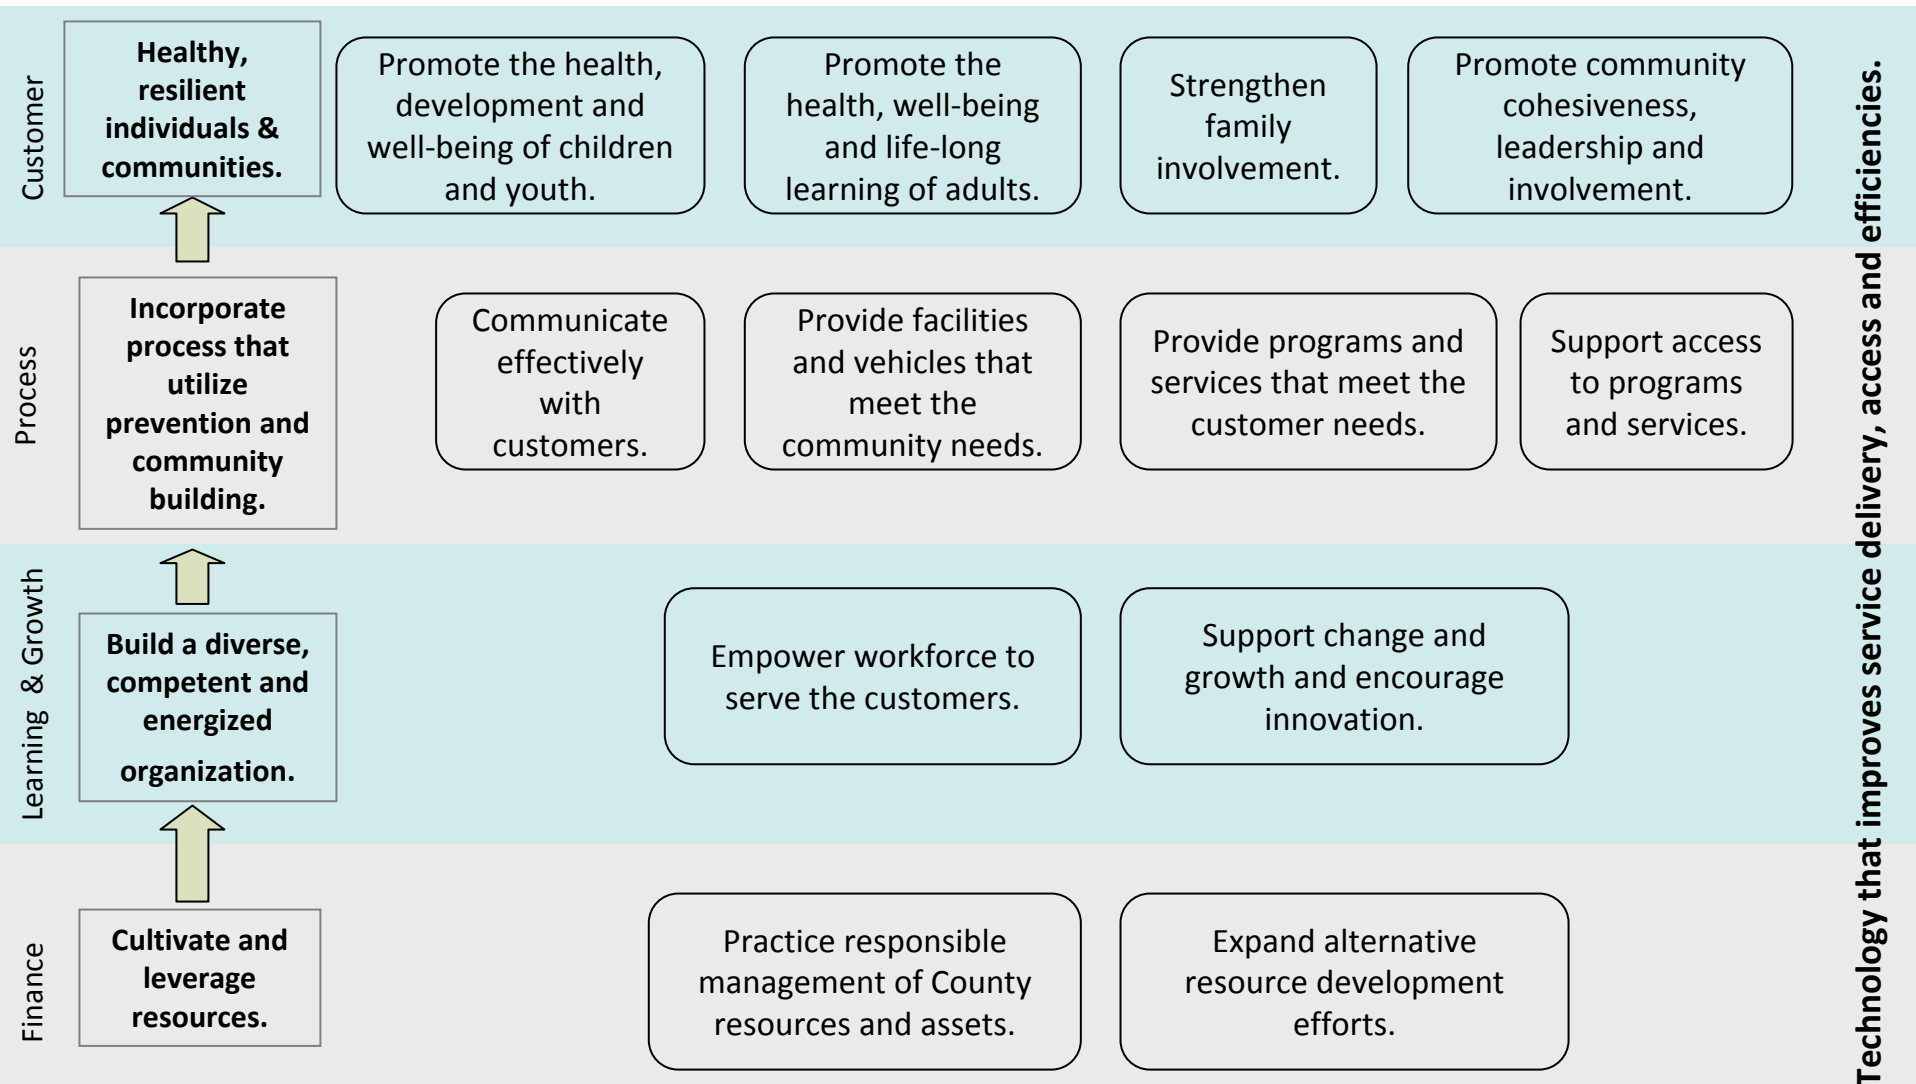 Customer
Healthy,
resilient
individuals &
communities.
Promote the health,
development and
well-being of children
and youth.
Promote the
health, well-being
and life-long
learning of adults.
Strengthen
family
involvement.
Promote community
cohesiveness,
leadership and
involvement.
Process
Incorporate
process that
utilize
prevention and
community
building.
Communicate
effectively
with
customers.
Provide facilities
and vehicles that
meet the
community needs.
Provide programs and
services that meet the
customer needs.
Support access
to programs
and services.
Learning & Growth
Build a diverse,
competent and
energized
organization.
Empower workforce to
serve the customers.
Support change and
growth and encourage
innovation.
Finance
Cultivate and
leverage
resources.
Practice responsible
management of County
resources and assets.
Expand alternative
resource development
efforts.
Technology that improves service delivery, access and efficiencies.